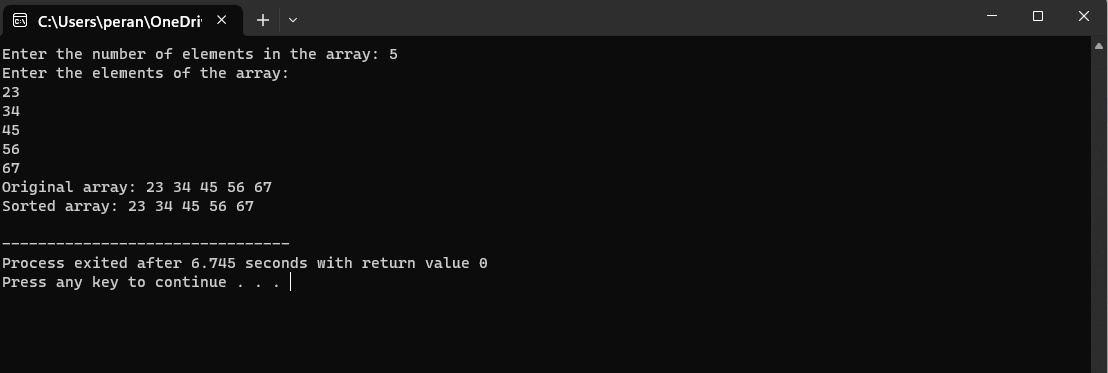 C:\Users\peran\OneDri
Enter the number of elements in the array: 5
Enter the elements of the array:
23
34
45
56
67
Original array: 23 34 45 56 67
Sorted array: 23 34 45 56 67
--------------------------------
Process exited after 6.745 seconds with return value 0
Press any key to continue . . .